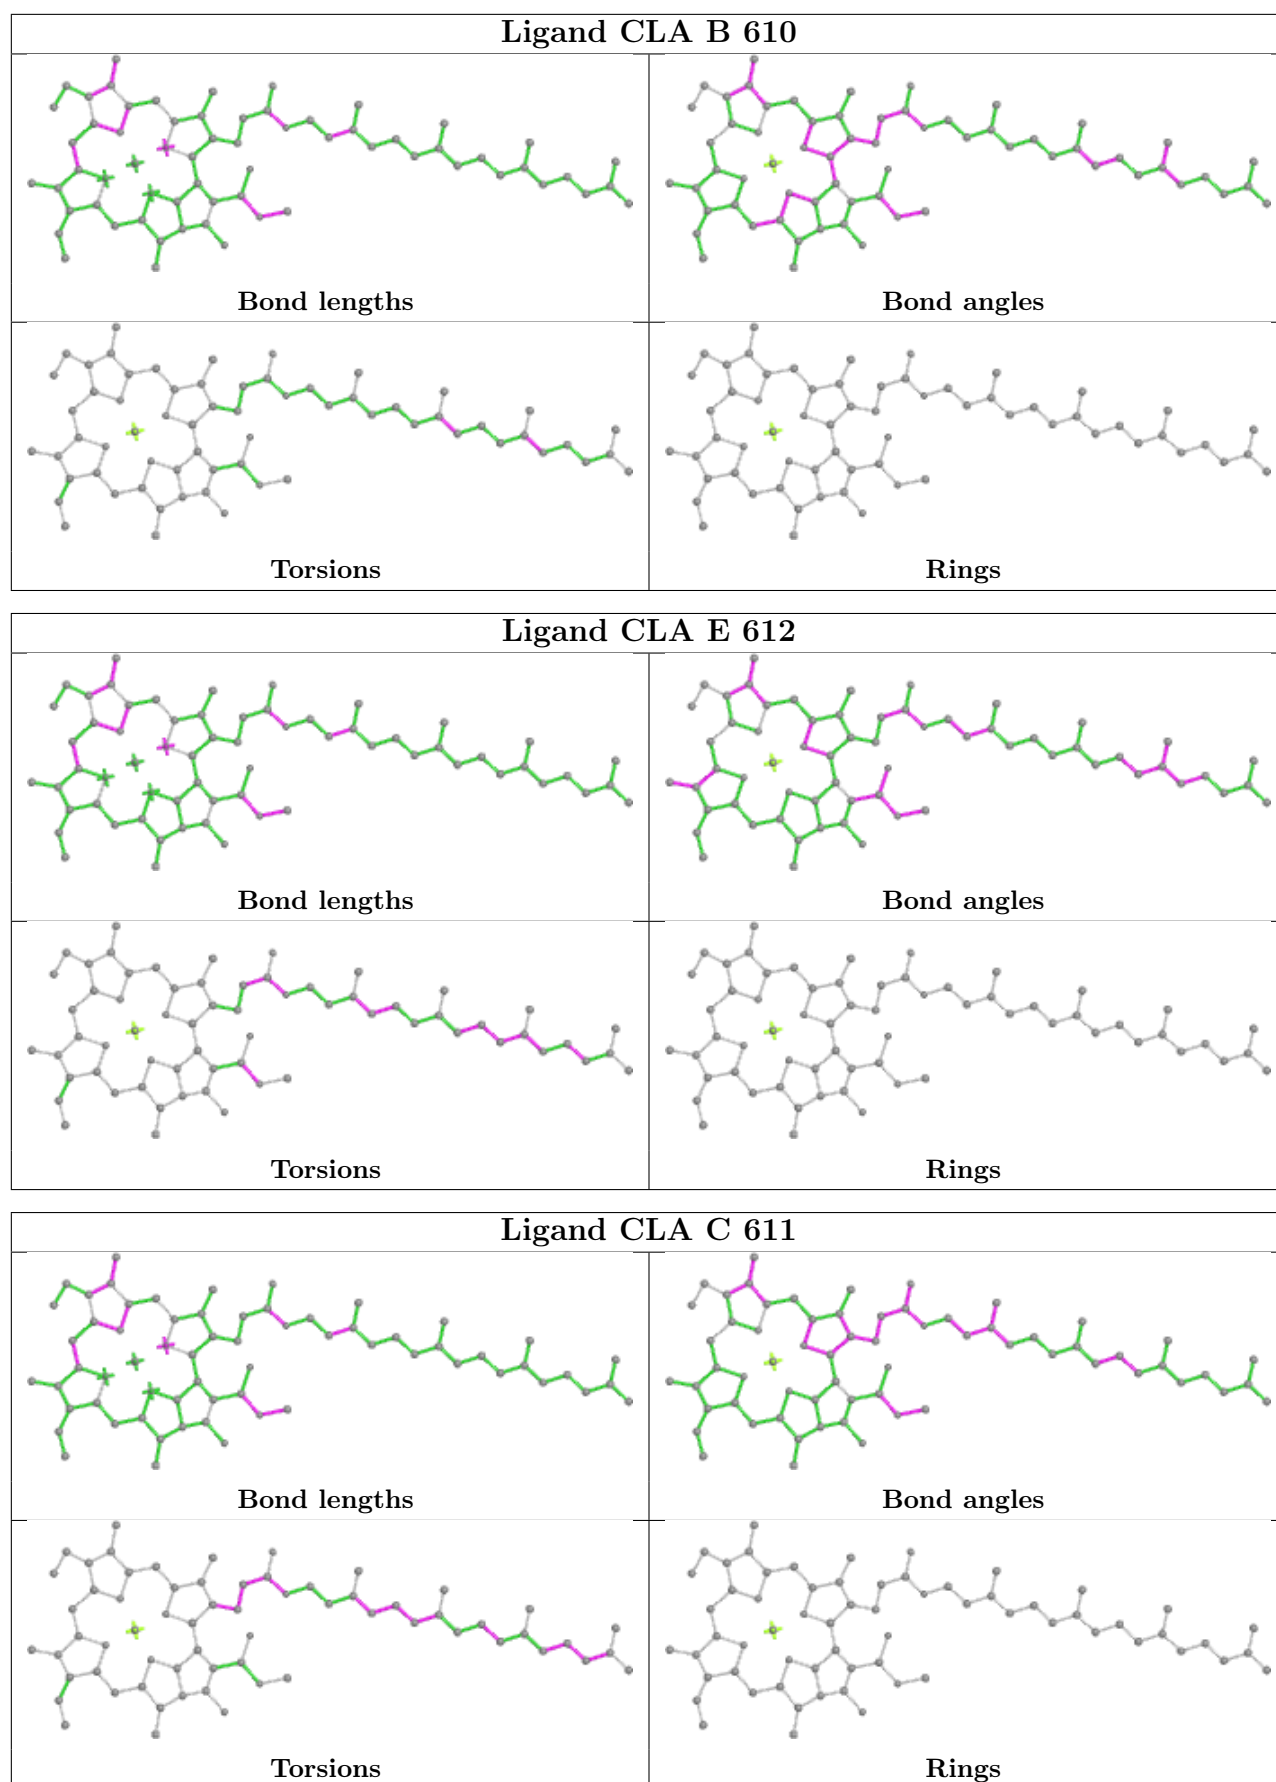 Ligand CLA B 610
Bond lengths
Bond angles
Torsions
Rings
Ligand CLA E 612
Bond lengths
Bond angles
Torsions
Rings
Ligand CLA C 611
Bond lengths
Bond angles
Torsions
Rings